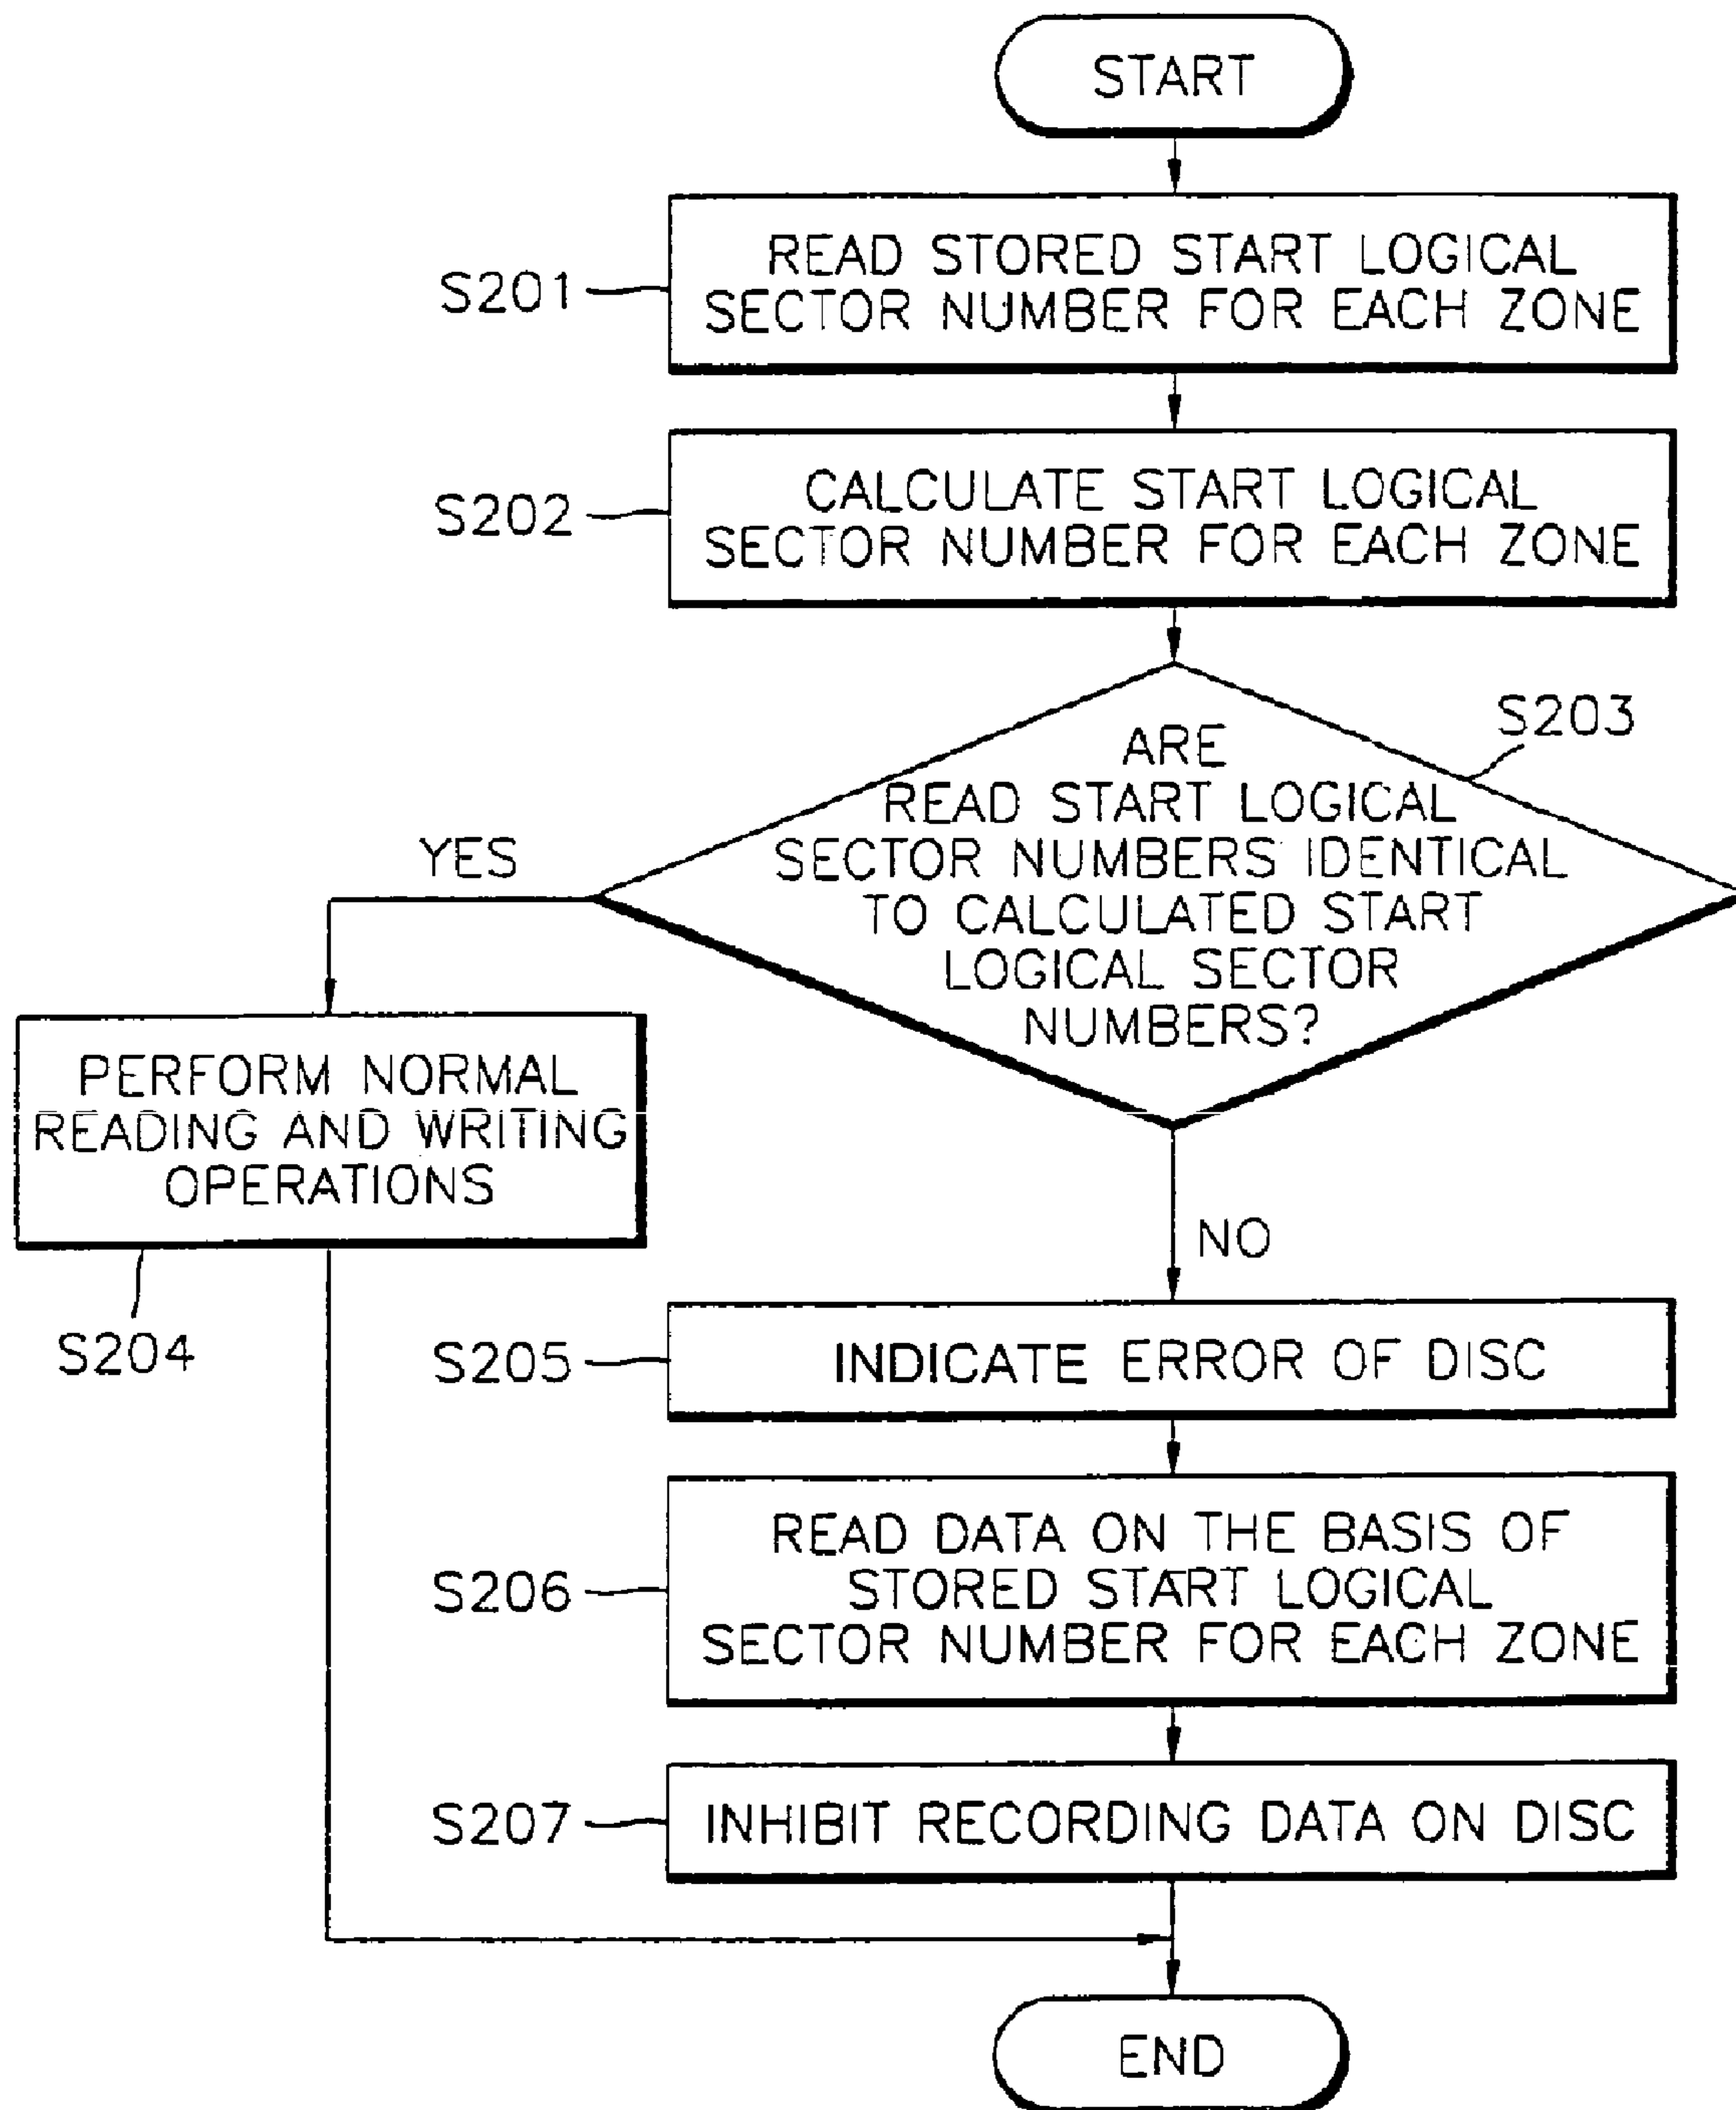 START
S201
READ STORED START LOGICAL
SECTOR NUMBER FOR EACH ZONE
S202
CALCULATE START LOGICAL
SECTOR NUMBER FOR EACH ZONE
S203
ARE
READ START LOGICAL
SECTOR NUMBERS IDENTICAL
TO CALCULATED START
LOGICAL SECTOR
NUMBERS?
YES
PERFORM NORMAL
READING AND WRITING
OPERATIONS
S204
NO
S205
INDICATE ERROR OF DISC
S206
READ DATA ON THE BASIS OF
STORED START LOGICAL
SECTOR NUMBER FOR EACH ZONE
S207
INHIBIT RECORDING DATA ON DISC
END